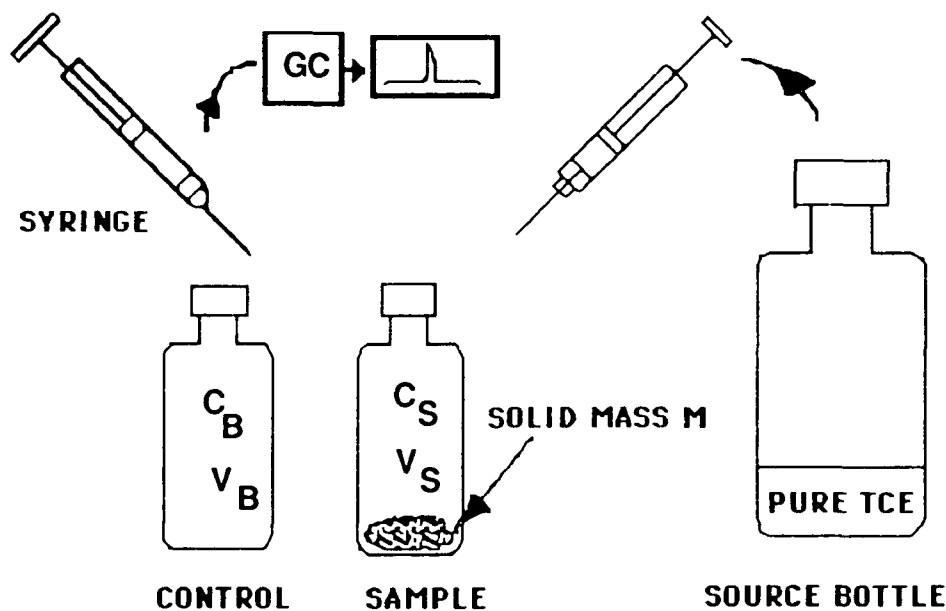 GC
SYRINGE
C_B
V_B
C_S
V_S
SOLID MASS M
PURE TCE
CONTROL
SAMPLE
SOURCE BOTTLE